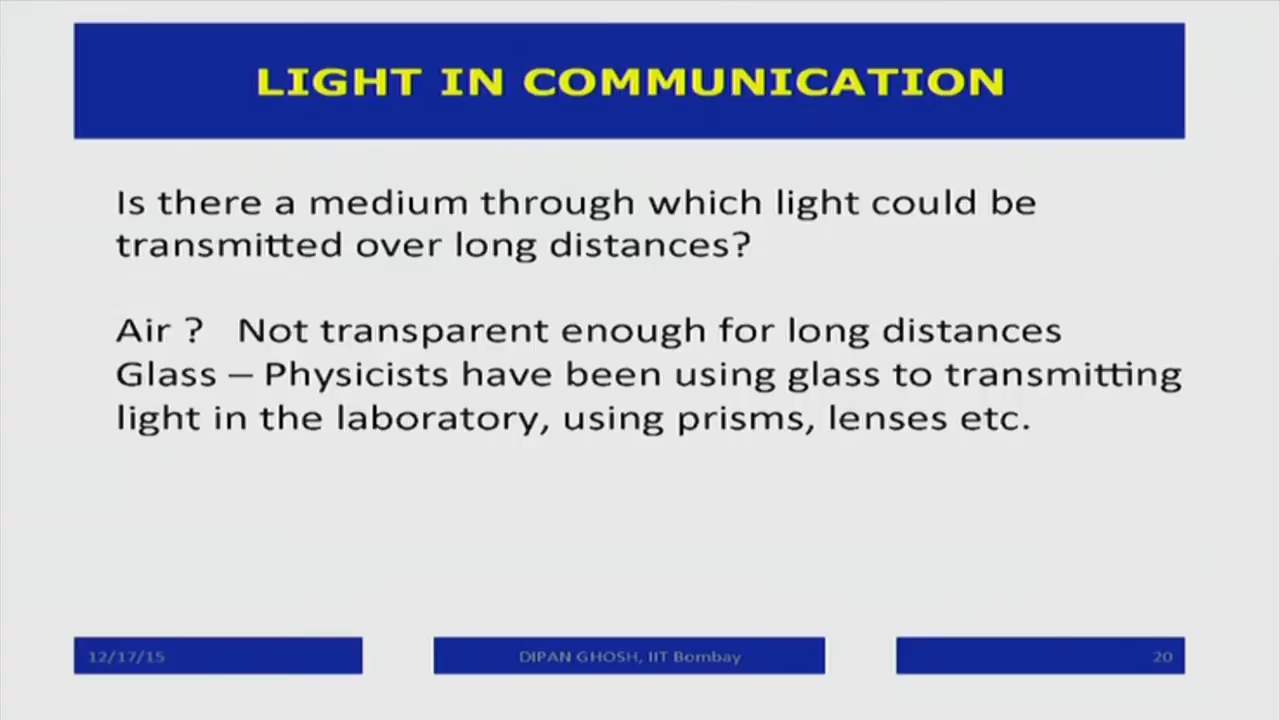 LIGHT IN COMMUNICATION
Is there a medium through which light could be
transmitted over long distances?
Air ? Not transparent enough for long distances
Glass – Physicists have been using glass to transmitting
light in the laboratory, using prisms, lenses etc.
12/17/15
DIPAN GHOSH, IIT Bombay
20